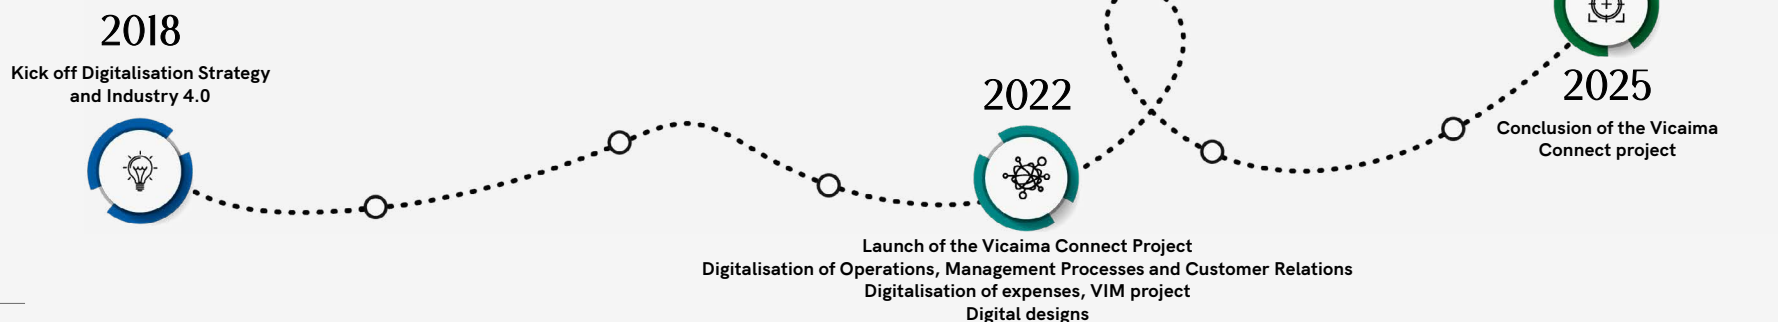 2018
Kick off Digitalisation Strategy
and Industry 4.0
2022
Launch of the Vicaima Connect Project
Digitalisation of Operations, Management Processes and Customer Relations
Digitalisation of expenses, VIM project
Digital designs
2025
Conclusion of the Vicaima
Connect project